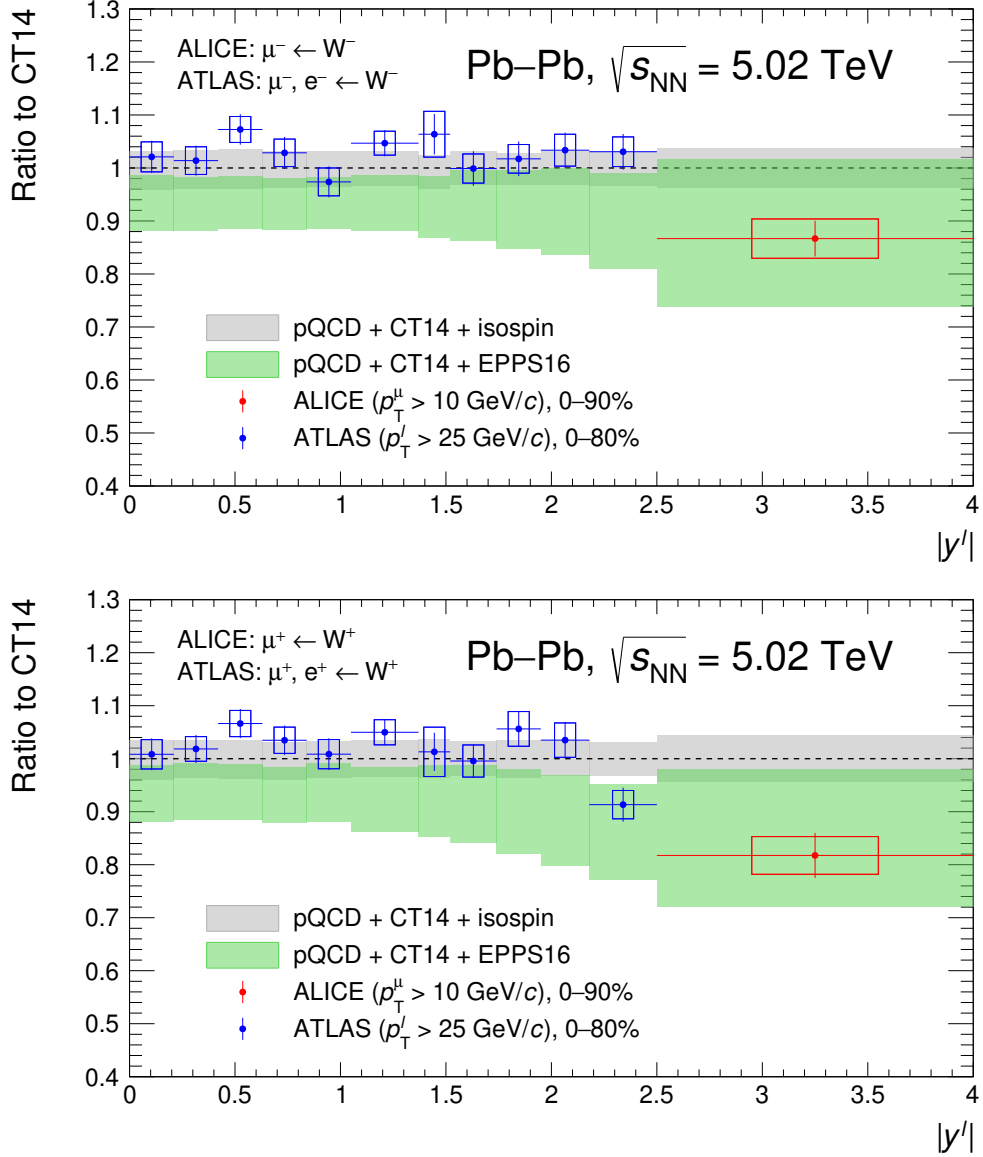 Ratio to CT14
1.3
1.2
1.1
1
0.9
0.8
0.7
0.6
0.5
0.4
ALICE: μ⁻ ← W⁻
ATLAS: μ⁻, e⁻ ← W⁻
Pb–Pb, √s_NN = 5.02 TeV
pQCD + CT14 + isospin
pQCD + CT14 + EPPS16
ALICE (p_T^μ > 10 GeV/c), 0–90%
ATLAS (p_T^l > 25 GeV/c), 0–80%
0 0.5 1 1.5 2 2.5 3 3.5 4
|y^l|
Ratio to CT14
1.3
1.2
1.1
1
0.9
0.8
0.7
0.6
0.5
0.4
ALICE: μ⁺ ← W⁺
ATLAS: μ⁺, e⁺ ← W⁺
Pb–Pb, √s_NN = 5.02 TeV
pQCD + CT14 + isospin
pQCD + CT14 + EPPS16
ALICE (p_T^μ > 10 GeV/c), 0–90%
ATLAS (p_T^l > 25 GeV/c), 0–80%
0 0.5 1 1.5 2 2.5 3 3.5 4
|y^l|